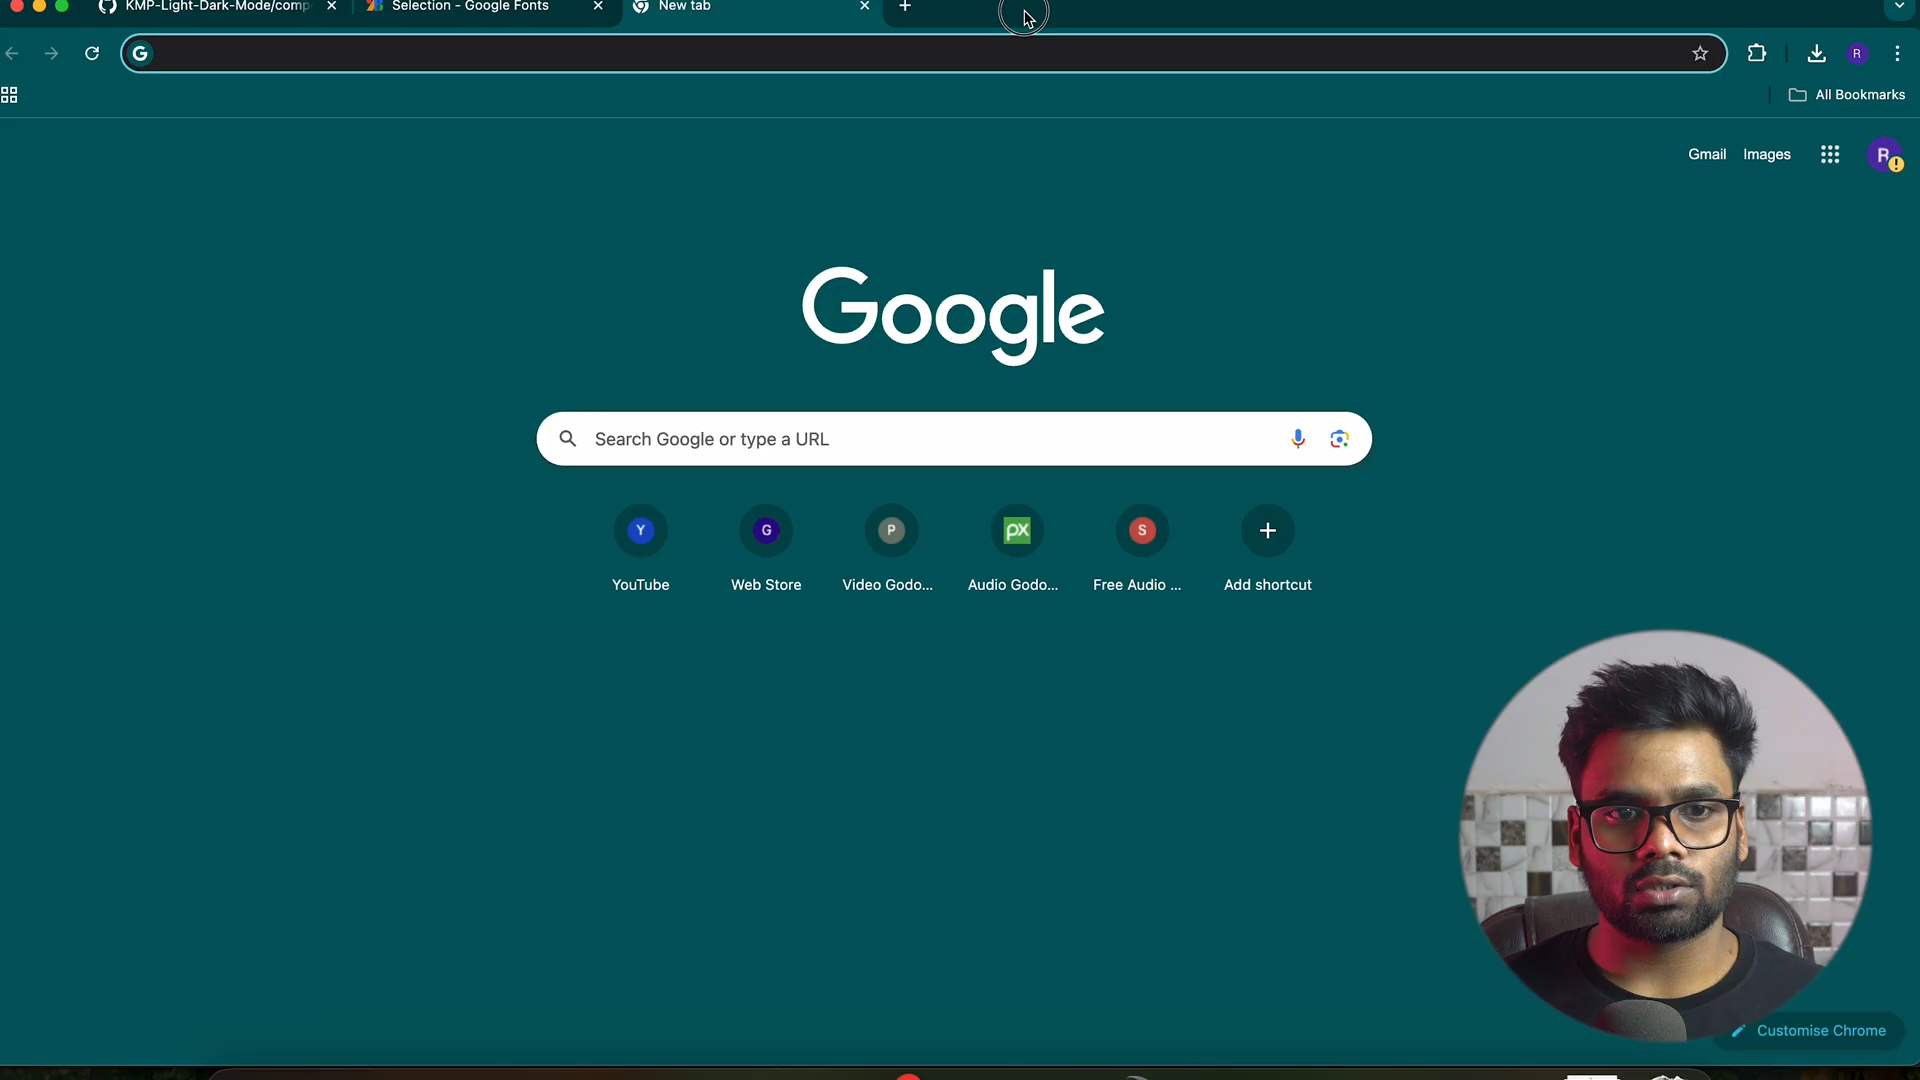 KMP-Light-Dark-Mode/comp
Selection - Google Fonts
New tab
G
R
All Bookmarks
Gmail
Images
R
Google
Search Google or type a URL
Y
G
P
px
S
YouTube
Web Store
Video Godo...
Audio Godo...
Free Audio ...
Add shortcut
Customise Chrome